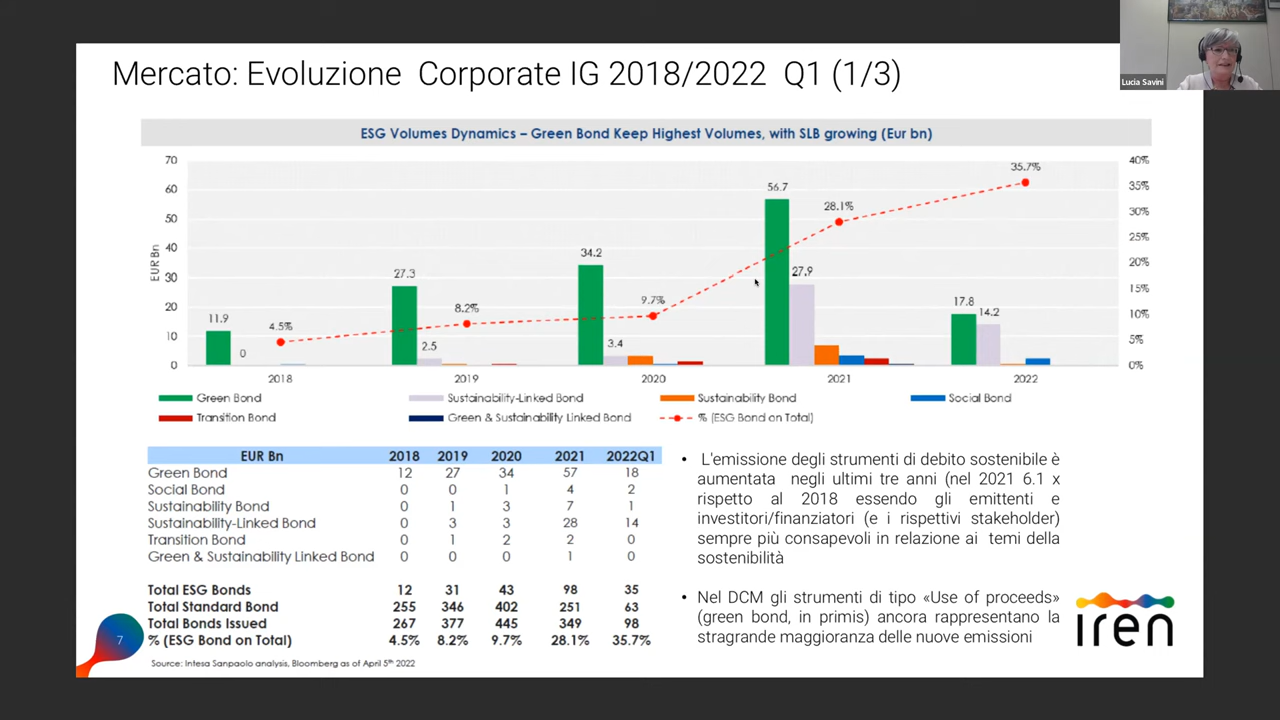 Mercato: Evoluzione Corporate IG 2018/2022 Q1 (1/3)
Lucia Savini
ESG Volumes Dynamics – Green Bond Keep Highest Volumes, with SLB growing (Eur bn)
EUR Bn
70
60
50
40
30
20
10
0
40%
35%
30%
25%
20%
15%
10%
5%
0%
11.9
0
4.5%
27.3
2.5
8.2%
34.2
3.4
9.7%
56.7
27.9
28.1%
17.8
14.2
35.7%
2018 2019 2020 2021 2022
Green Bond Sustainability-Linked Bond Sustainability Bond Social Bond
Transition Bond Green & Sustainability Linked Bond % (ESG Bond on Total)
EUR Bn 2018 2019 2020 2021 2022Q1
Green Bond 12 27 34 57 18
Social Bond 0 0 1 4 2
Sustainability Bond 0 1 3 7 1
Sustainability-Linked Bond 0 3 3 28 14
Transition Bond 0 1 2 2 0
Green & Sustainability Linked Bond 0 0 0 1 0
Total ESG Bonds 12 31 43 98 35
Total Standard Bond 255 346 402 251 63
Total Bonds Issued 267 377 445 349 98
% (ESG Bond on Total) 4.5% 8.2% 9.7% 28.1% 35.7%
Source: Intesa Sanpaolo analysis, Bloomberg as of April 5th 2022
• L'emissione degli strumenti di debito sostenibile è
aumentata negli ultimi tre anni (nel 2021 6.1 x
rispetto al 2018 essendo gli emittenti e
investitori/finanziatori (e i rispettivi stakeholder)
sempre più consapevoli in relazione ai temi della
sostenibilità
• Nel DCM gli strumenti di tipo «Use of proceeds»
(green bond, in primis) ancora rappresentano la
stragrande maggioranza delle nuove emissioni
iren
7